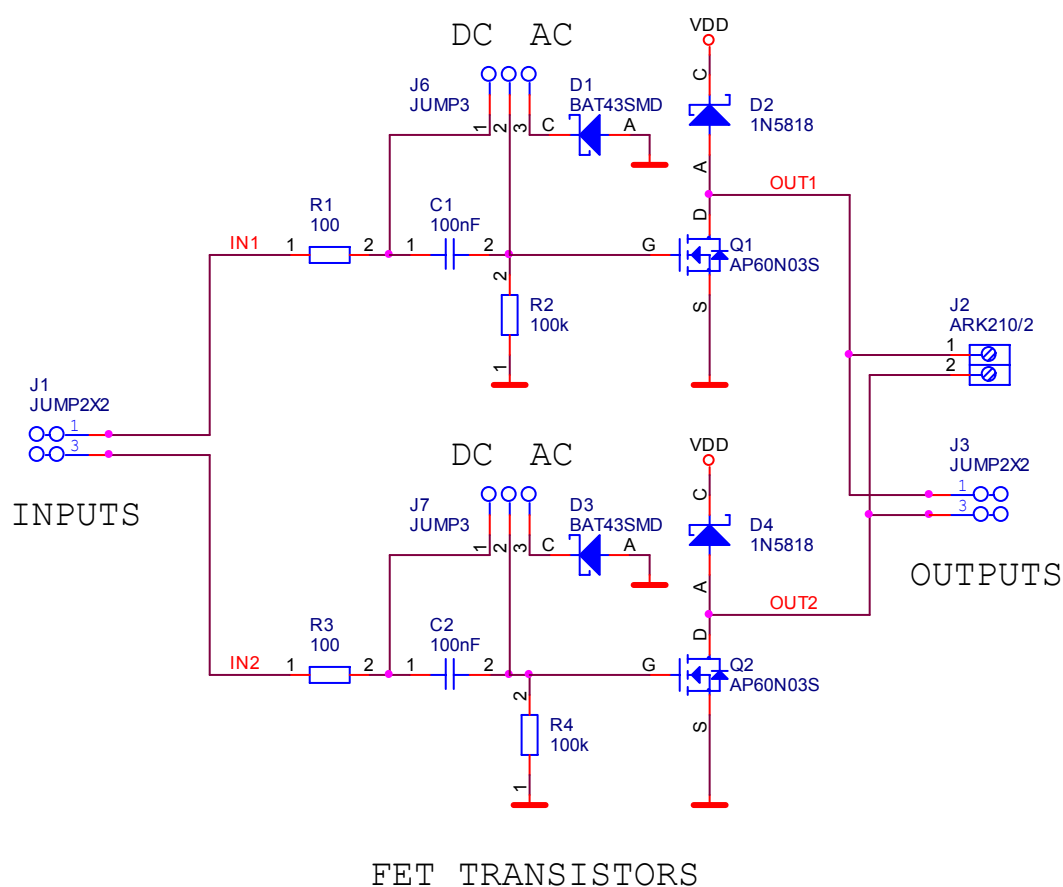 VDD
DC AC
J6
JUMP3
D1
BAT43SMD
C
D2
1N5818
1
2
3
C
A
A
OUT1
R1
100
C1
100nF
D
IN1
1
2
1
2
G
Q1
AP60N03S
2
R2
100k
S
J2
ARK210/2
1
2
1
J1
JUMP2X2
1
3
VDD
DC AC
J3
JUMP2X2
1
3
INPUTS
J7
JUMP3
D3
BAT43SMD
C
D4
1N5818
1
2
3
C
A
OUTPUTS
A
OUT2
R3
100
C2
100nF
D
IN2
1
2
1
2
G
Q2
AP60N03S
2
R4
100k
S
1
FET TRANSISTORS